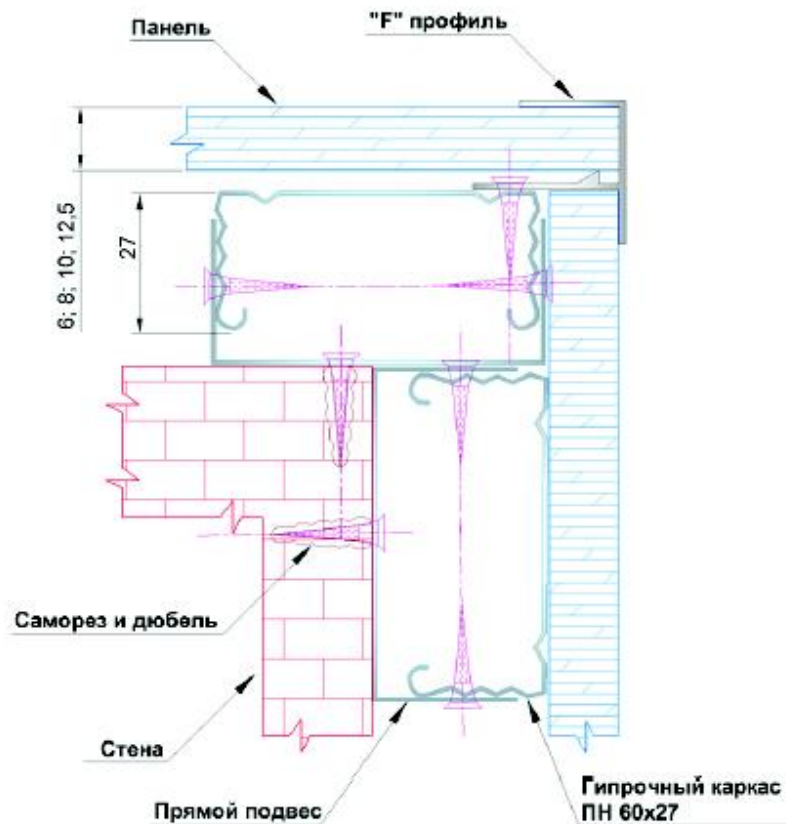 Панель
"F" профиль
6; 8; 10; 12,5
27
Саморез и дюбель
Стена
Прямой подвес
Гипрочный каркас
ПН 60х27